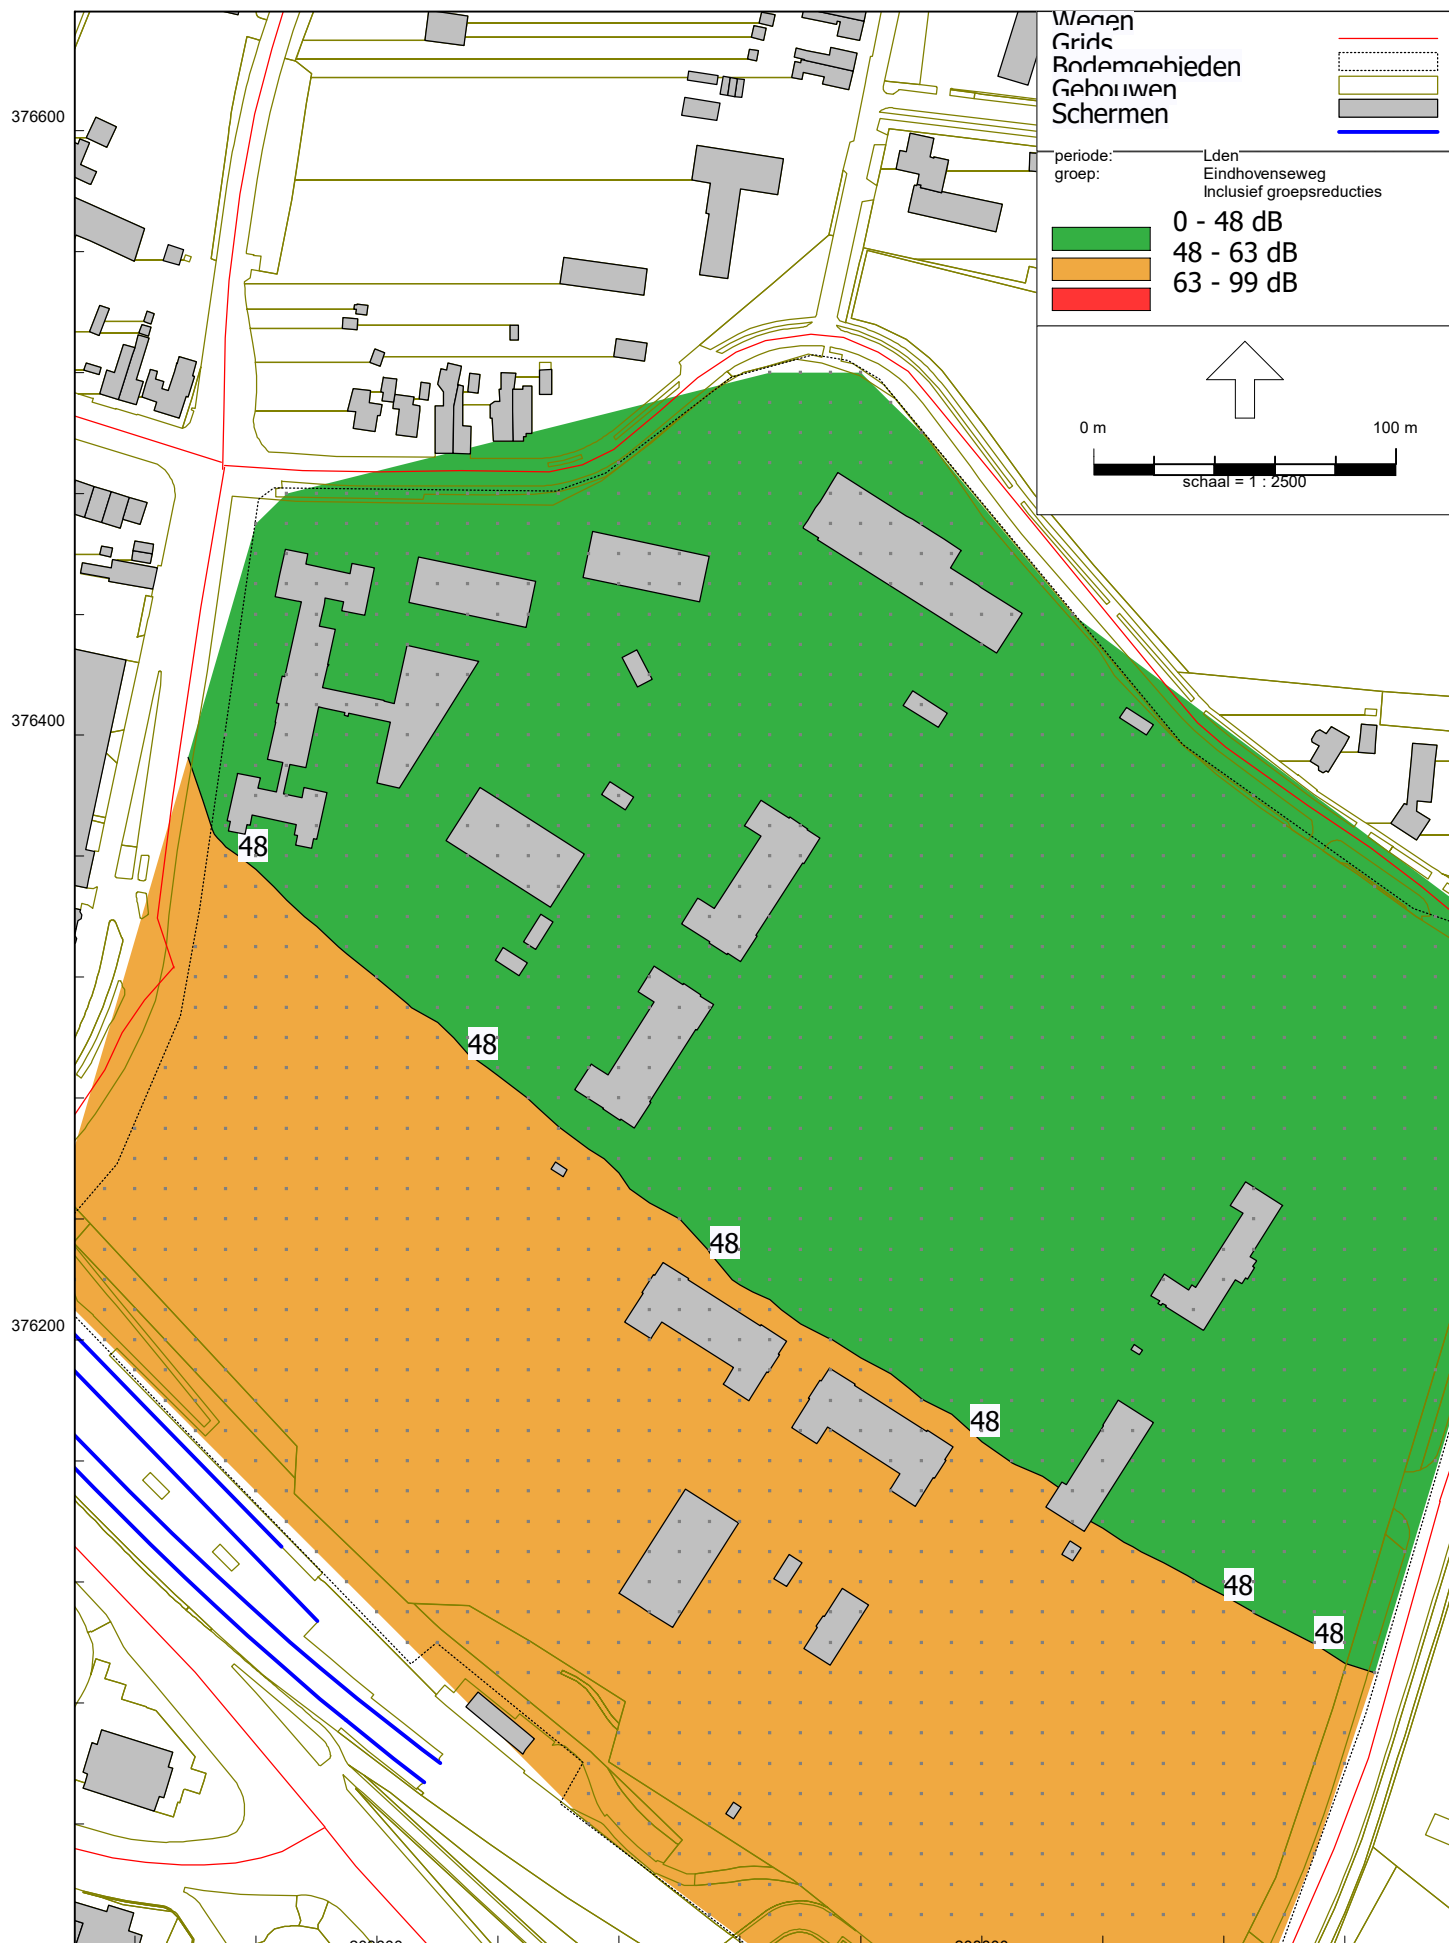 Wegen
Grids
Bodemgebieden
Gebouwen
Schermen
periode: Lden
groep: Eindhovenseweg
Inclusief groepsreducties
0 - 48 dB
48 - 63 dB
63 - 99 dB
0 m 100 m
schaal = 1 : 2500
376600
376400
376200
48
48
48
48
48
48